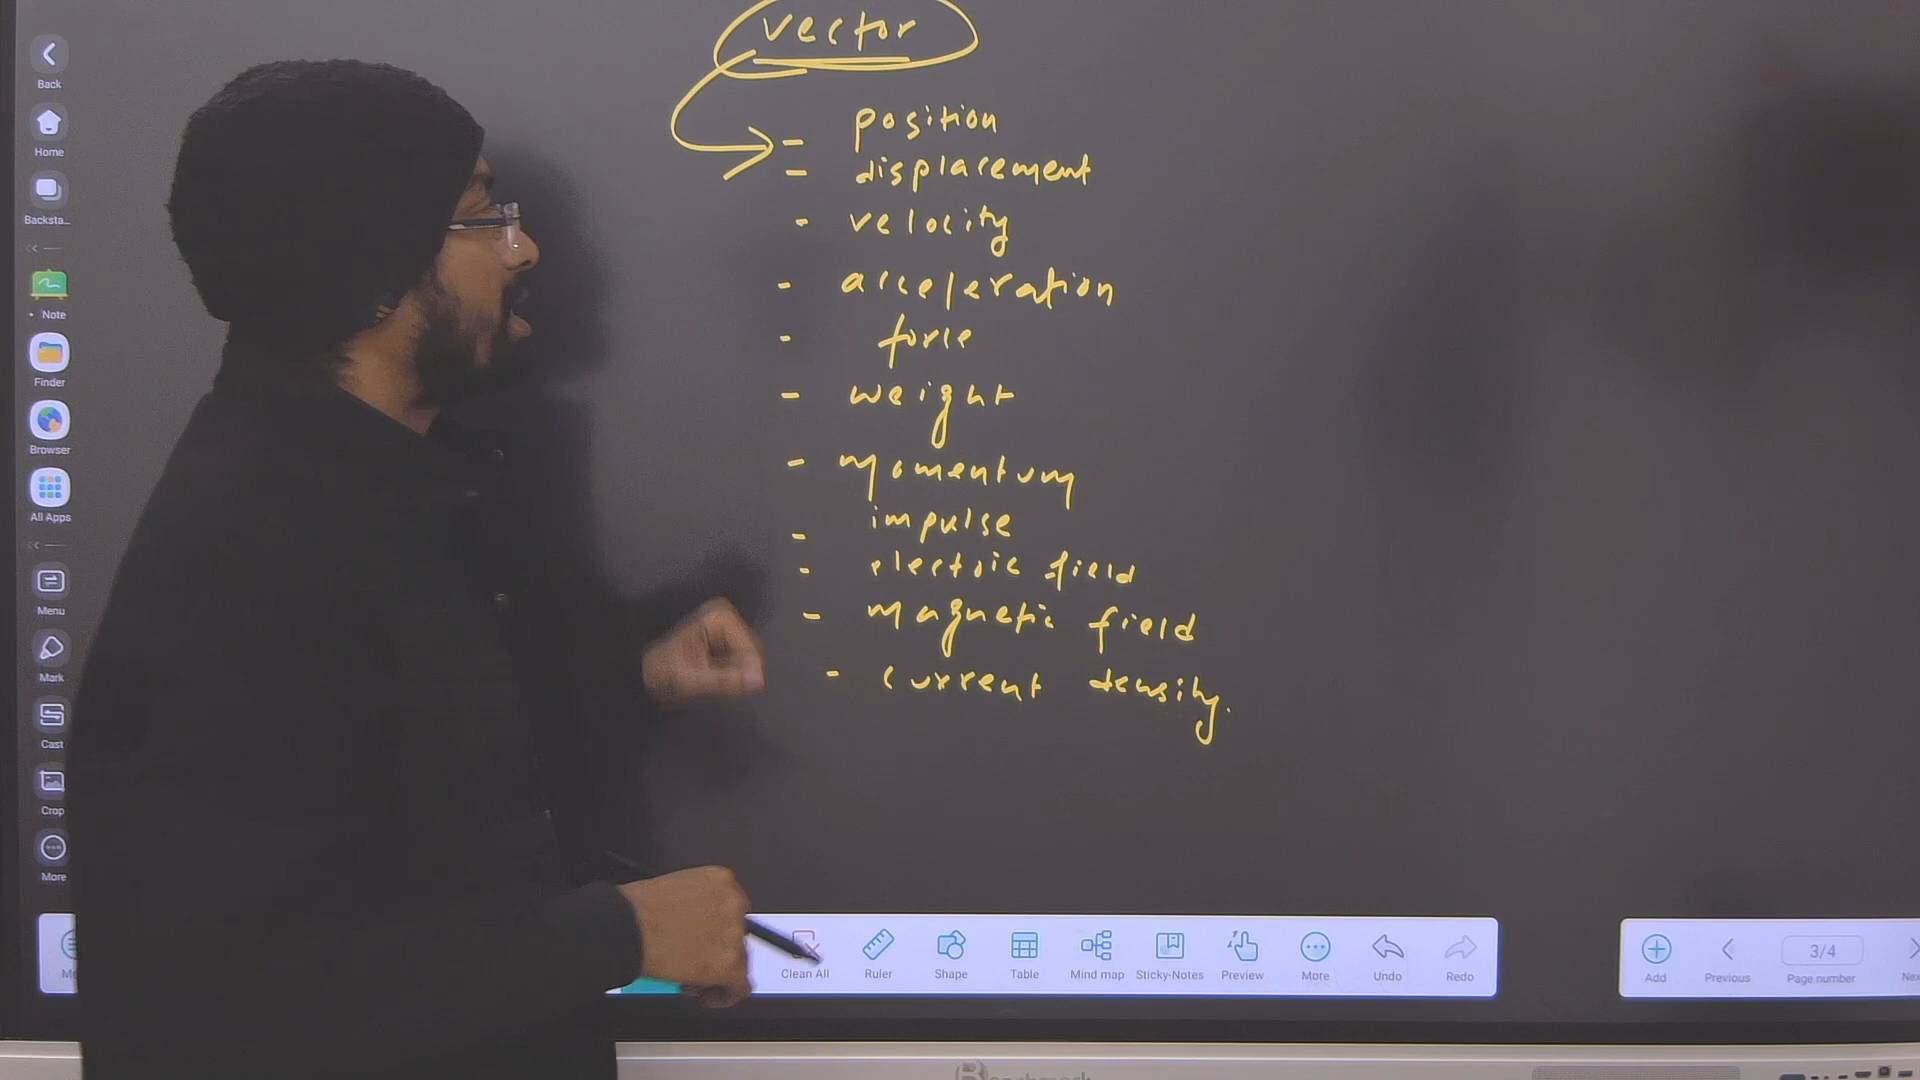 vector
- position
- displacement
- velocity
- acceleration
- force
- weight
- momentum
- impulse
- electric field
- magnetic field
- current density.
Back
Home
Backsta...
Note
Finder
Browser
All Apps
Menu
Mark
Cast
Crop
More
Clean All Ruler Shape Table Mind map Sticky-Notes Preview More Undo Redo
3/4
Add Previous Page number